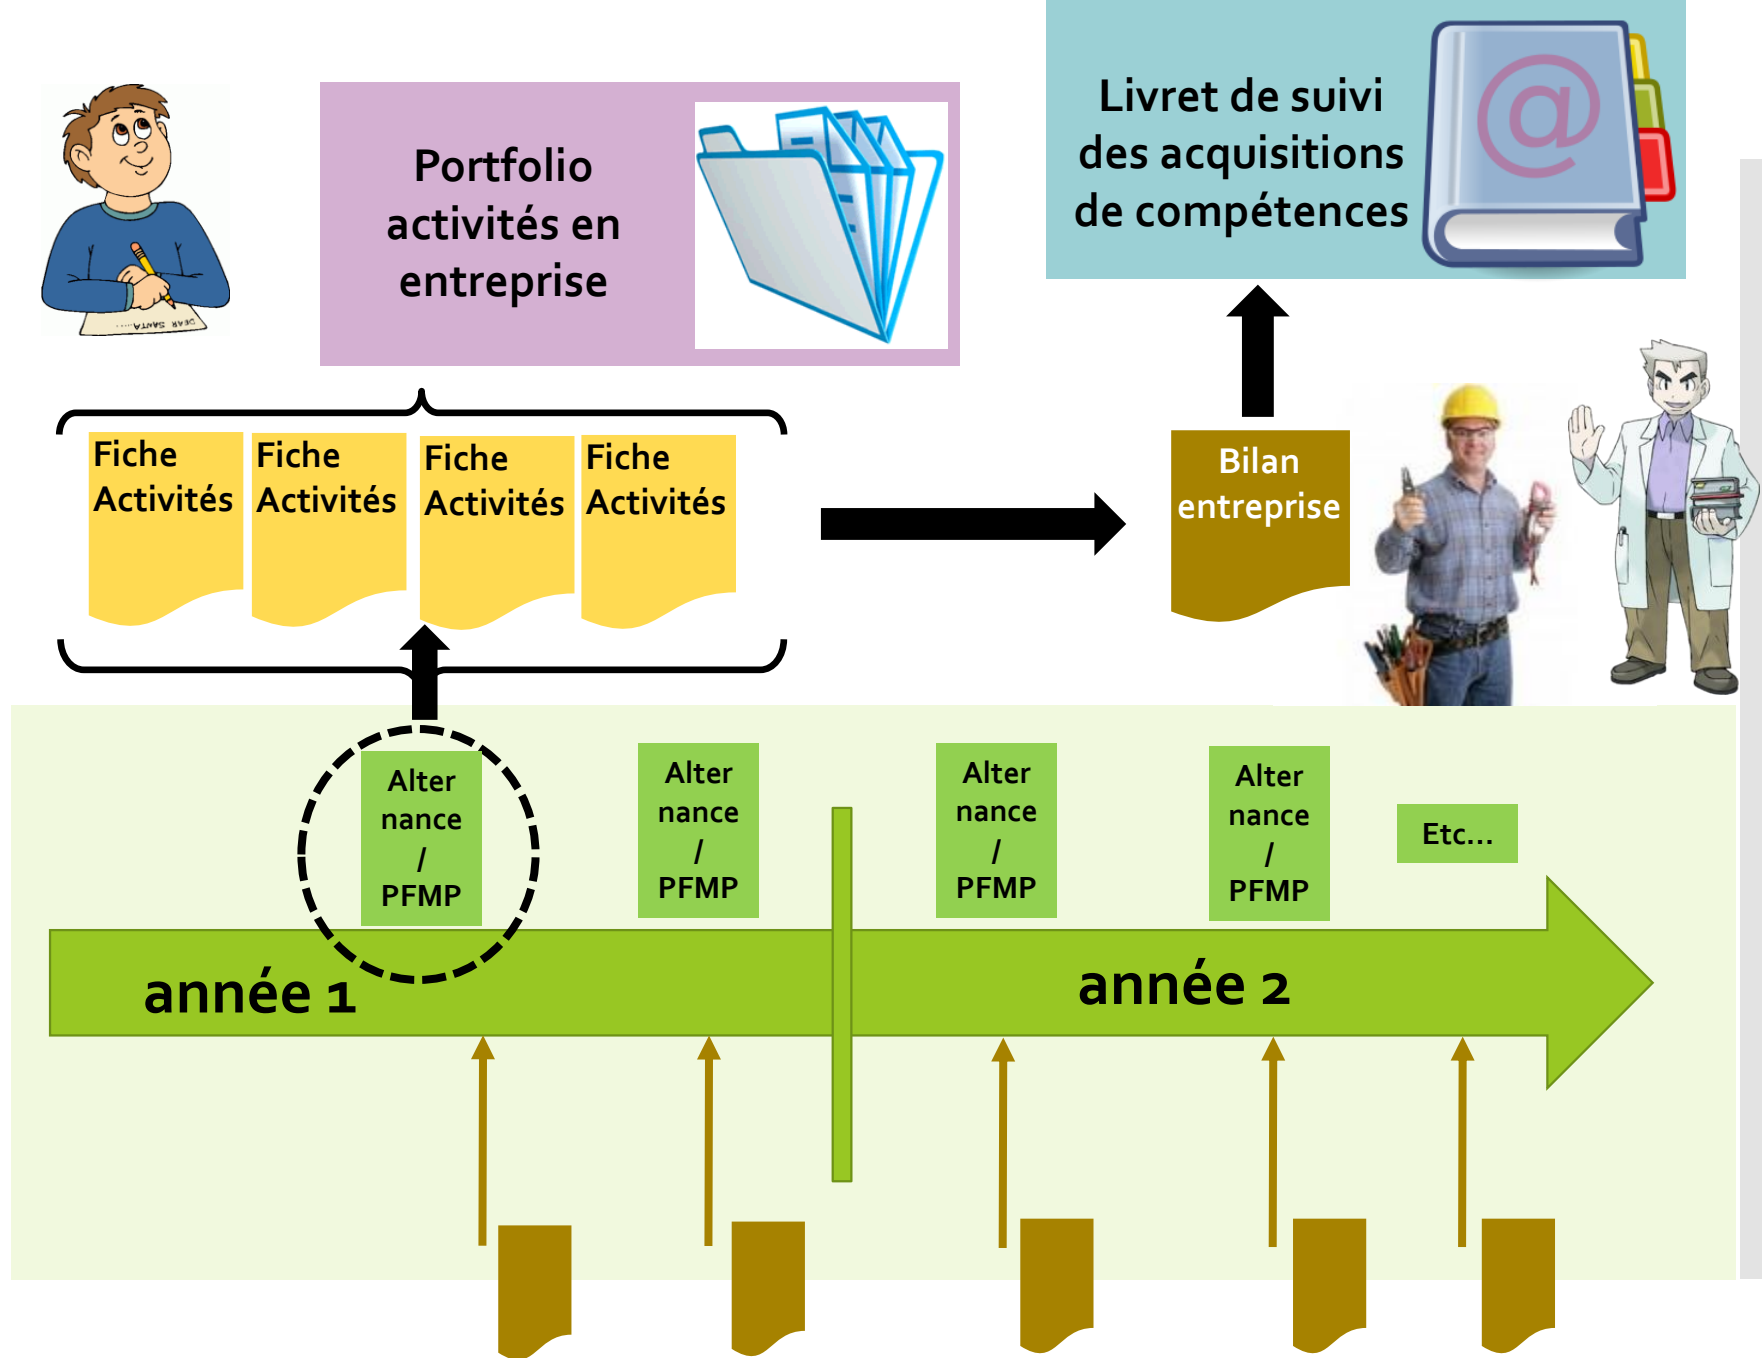 Portfolio
activités en
entreprise
Livret de suivi
des acquisitions
de compétences
@
DEAR SANTA.....
Fiche
Activités
Fiche
Activités
Fiche
Activités
Fiche
Activités
Bilan
entreprise
Alter
nance
/
PFMP
Alter
nance
/
PFMP
Alter
nance
/
PFMP
Alter
nance
/
PFMP
Etc...
année 1
année 2